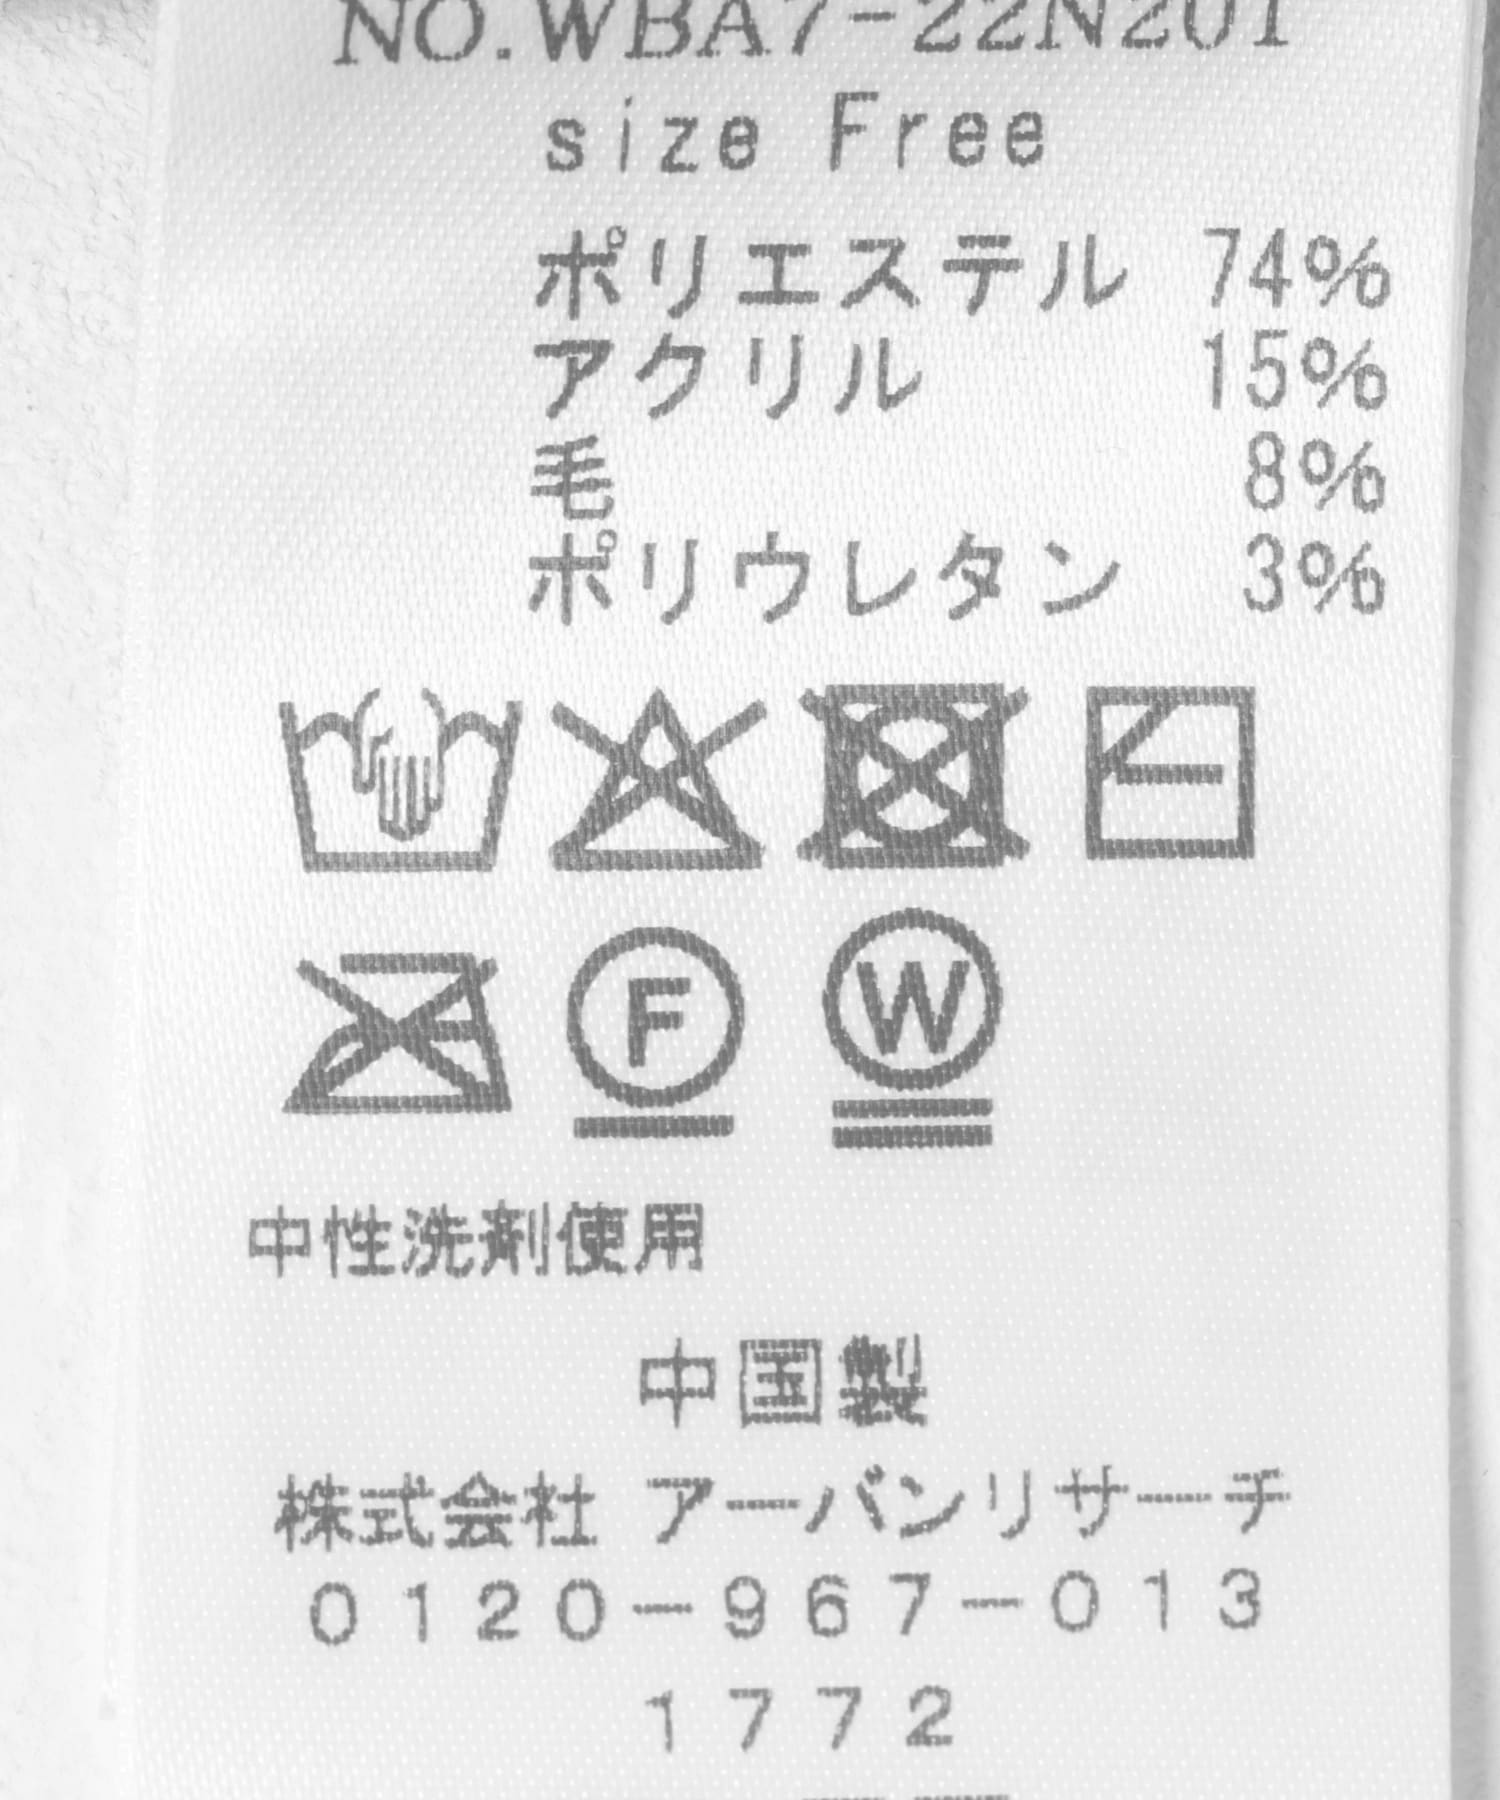 NO.WBA7-22N201
size Free
ポリエステル 74%
アクリル 15%
毛 8%
ポリウレタン 3%
F W
中性洗剤使用
中国製
株式会社 アーバンリサーチ
0120-967-013
1772